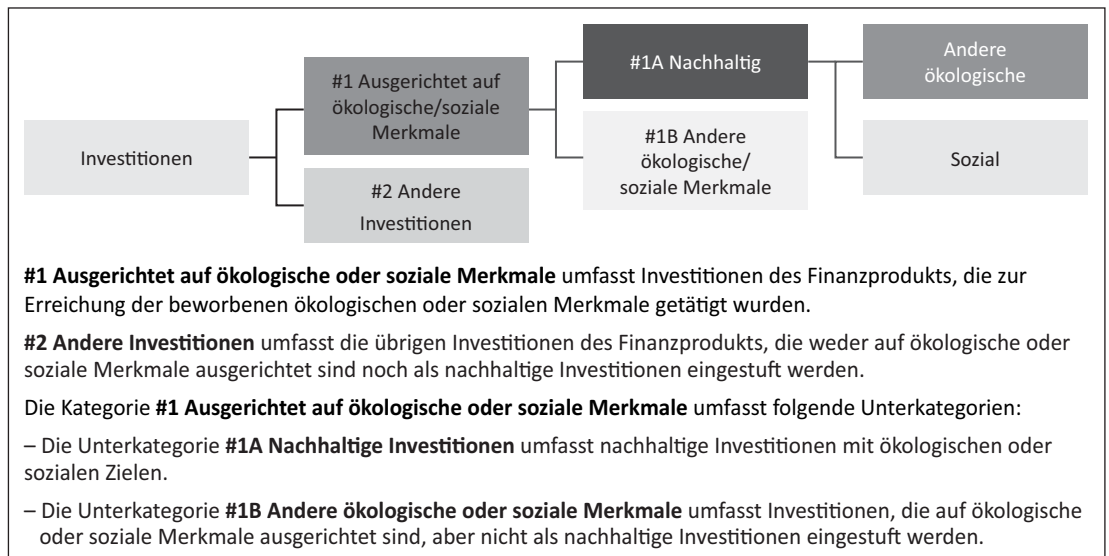 Investitionen
#1 Ausgerichtet auf
ökologische/soziale
Merkmale
#2 Andere
Investitionen
#1A Nachhaltig
#1B Andere
ökologische/
soziale Merkmale
Andere
ökologische
Sozial
#1 Ausgerichtet auf ökologische oder soziale Merkmale umfasst Investitionen des Finanzprodukts, die zur
Erreichung der beworbenen ökologischen oder sozialen Merkmale getätigt wurden.
#2 Andere Investitionen umfasst die übrigen Investitionen des Finanzprodukts, die weder auf ökologische oder
soziale Merkmale ausgerichtet sind noch als nachhaltige Investitionen eingestuft werden.
Die Kategorie #1 Ausgerichtet auf ökologische oder soziale Merkmale umfasst folgende Unterkategorien:
– Die Unterkategorie #1A Nachhaltige Investitionen umfasst nachhaltige Investitionen mit ökologischen oder
sozialen Zielen.
– Die Unterkategorie #1B Andere ökologische oder soziale Merkmale umfasst Investitionen, die auf ökologische
oder soziale Merkmale ausgerichtet sind, aber nicht als nachhaltige Investitionen eingestuft werden.